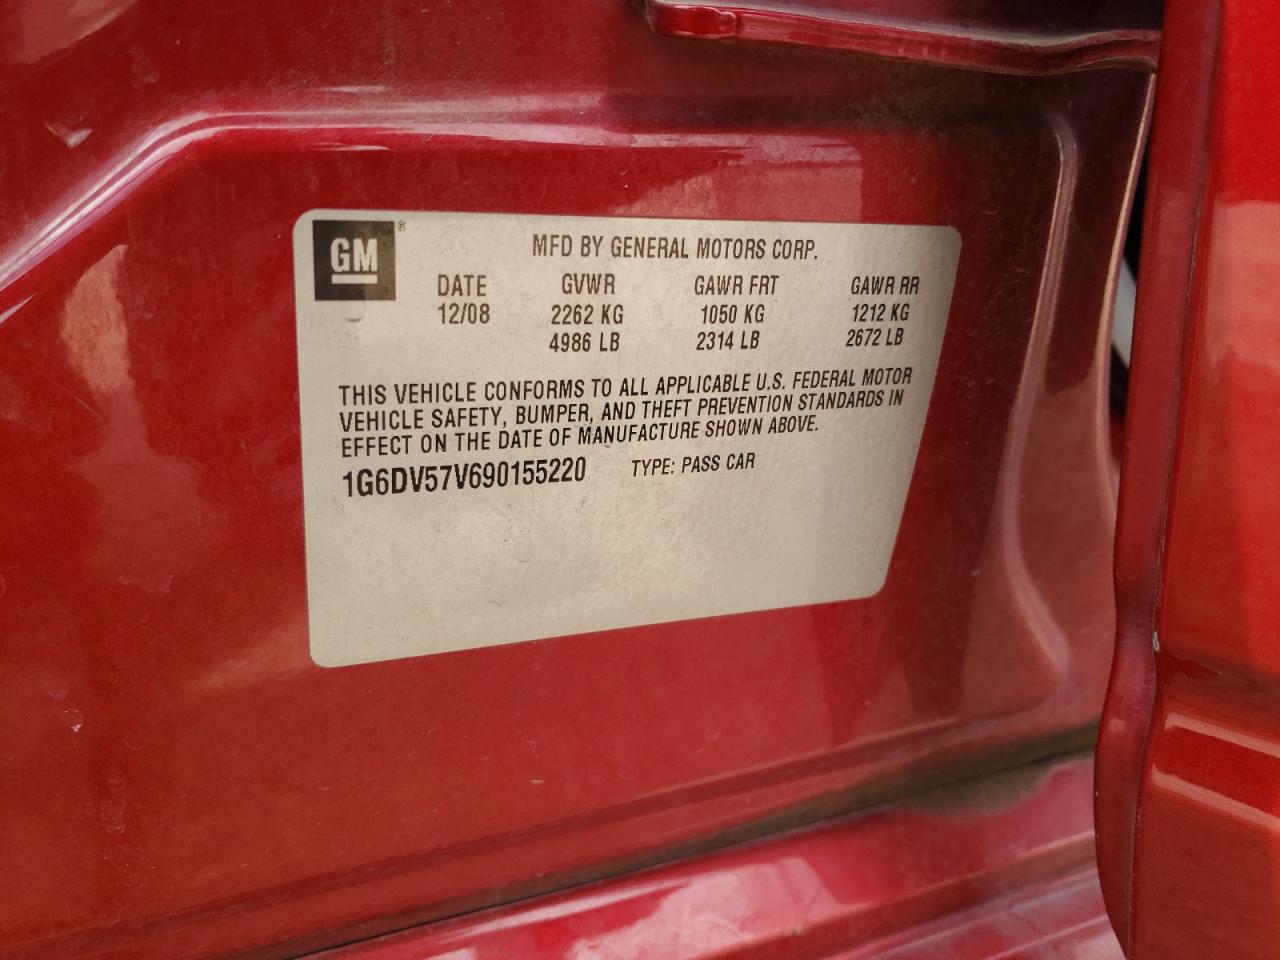 GM®
MFD BY GENERAL MOTORS CORP.
DATE GVWR GAWR FRT GAWR RR
12/08 2262 KG 1050 KG 1212 KG
4986 LB 2314 LB 2672 LB
THIS VEHICLE CONFORMS TO ALL APPLICABLE U.S. FEDERAL MOTOR
VEHICLE SAFETY, BUMPER, AND THEFT PREVENTION STANDARDS IN
EFFECT ON THE DATE OF MANUFACTURE SHOWN ABOVE.
1G6DV57V690155220 TYPE: PASS CAR